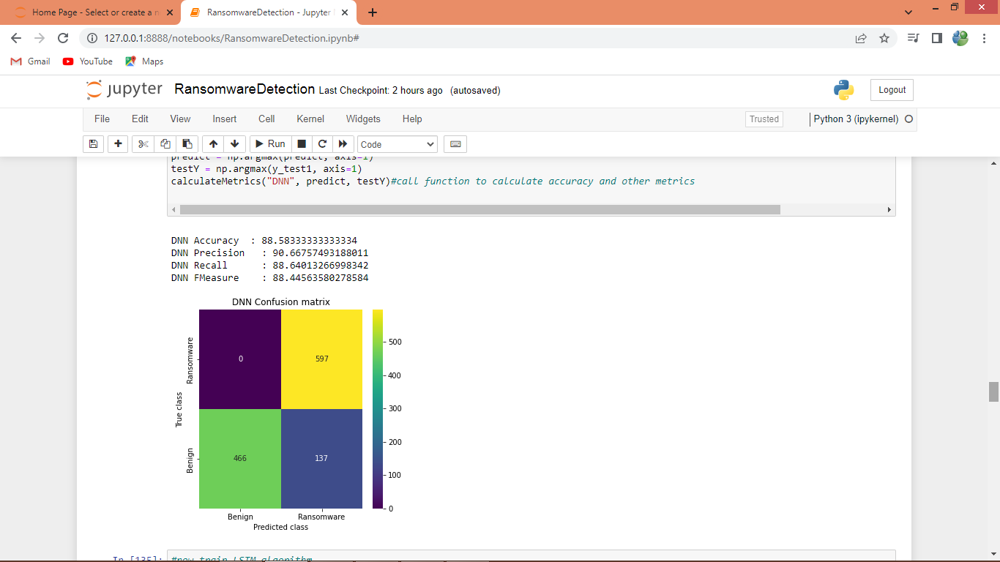 Home Page - Select or create a n
RansomwareDetection - Jupyter
127.0.0.1:8888/notebooks/RansomwareDetection.ipynb#
Gmail YouTube Maps
jupyter RansomwareDetection Last Checkpoint: 2 hours ago (autosaved)
Logout
File Edit View Insert Cell Kernel Widgets Help
Trusted
Python 3 (ipykernel)
Run
Code
predict = np.argmax(predict, axis=1)
testY = np.argmax(y_test1, axis=1)
calculateMetrics("DNN", predict, testY)#call function to calculate accuracy and other metrics
DNN Accuracy : 88.58333333333334
DNN Precision : 90.66757493188011
DNN Recall : 88.64013266998342
DNN FMeasure : 88.44563580278584
DNN Confusion matrix
True class
Ransomware
0 597
Benign
466 137
Benign Ransomware
Predicted class
500
400
300
200
100
0
In [135]: #now train LSTM algorithm